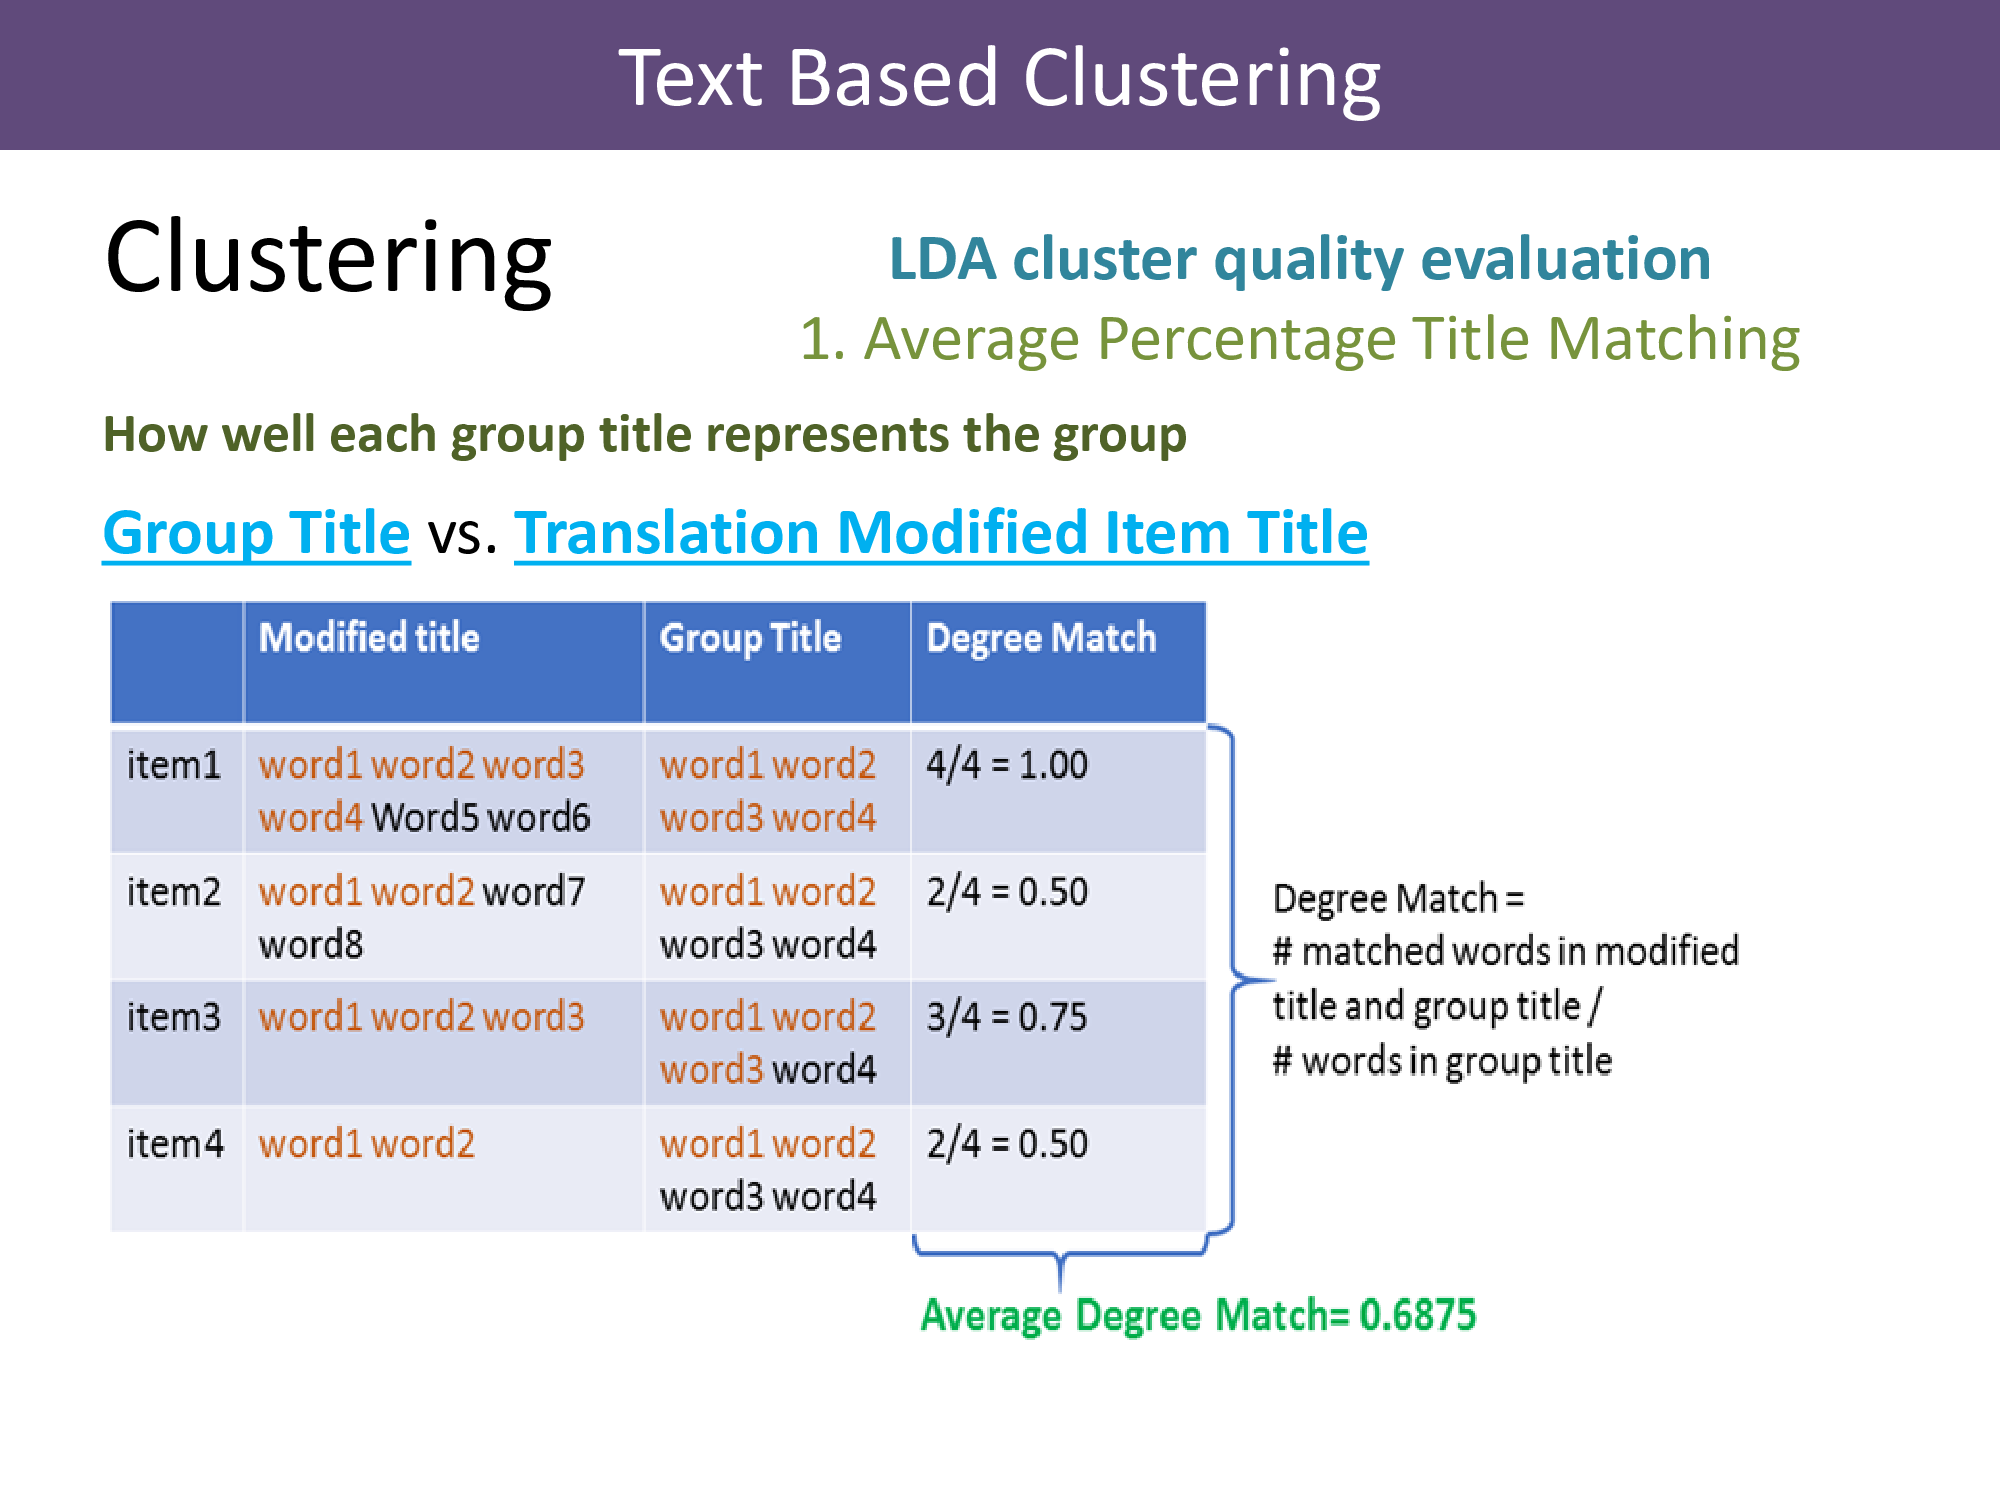 Text Based Clustering
Clustering
LDA cluster quality evaluation
1. Average Percentage Title Matching
How well each group title represents the group
Group Title vs. Translation Modified Item Title
Modified title Group Title Degree Match
item1 word1 word2 word3 word1 word2 4/4 = 1.00
word4 Word5 word6 word3 word4
item2 word1 word2 word7 word1 word2 2/4 = 0.50
word8 word3 word4
item3 word1 word2 word3 word1 word2 3/4 = 0.75
word3 word4
item4 word1 word2 word1 word2 2/4 = 0.50
word3 word4
Degree Match =
# matched words in modified
title and group title /
# words in group title
Average Degree Match= 0.6875